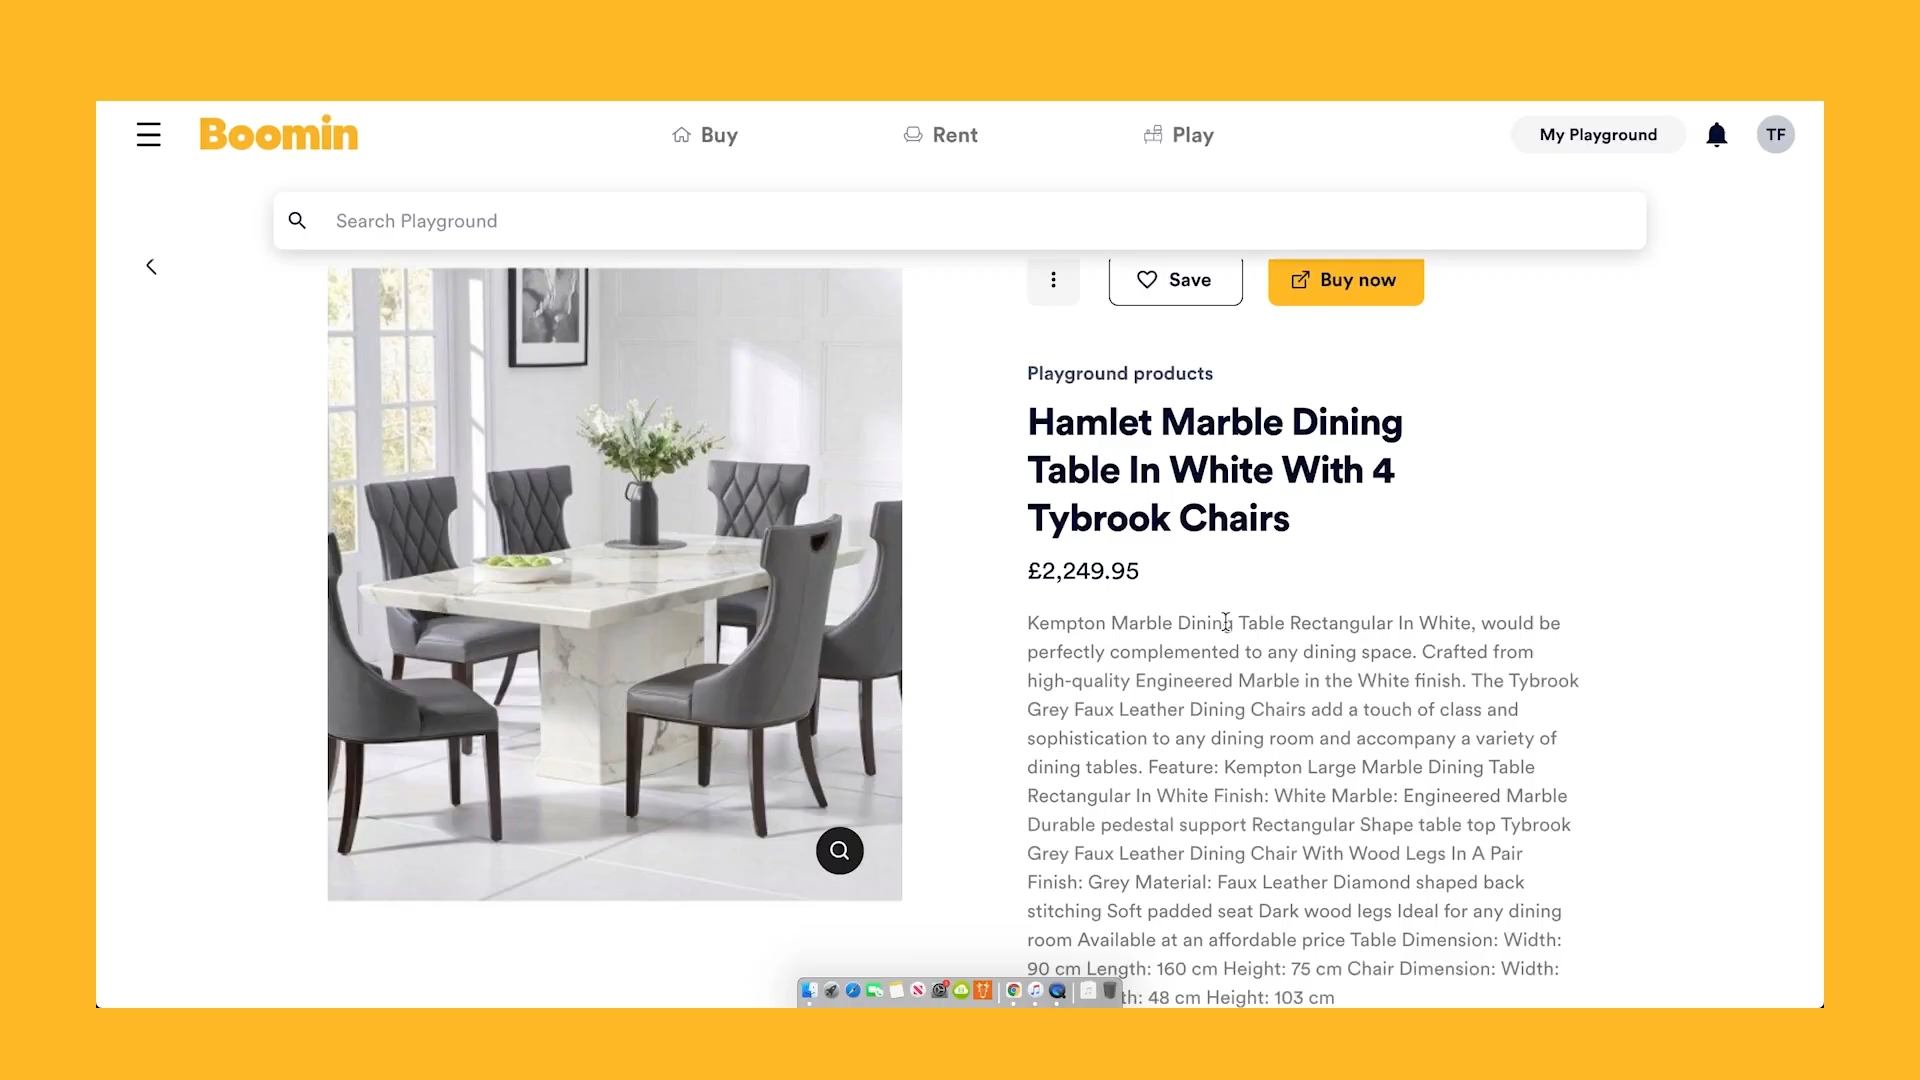 Boomin
Buy
Rent
Play
My Playground
TF
Search Playground
Save
Buy now
Playground products
Hamlet Marble Dining
Table In White With 4
Tybrook Chairs
£2,249.95
Kempton Marble Dining Table Rectangular In White, would be
perfectly complemented to any dining space. Crafted from
high-quality Engineered Marble in the White finish. The Tybrook
Grey Faux Leather Dining Chairs add a touch of class and
sophistication to any dining room and accompany a variety of
dining tables. Feature: Kempton Large Marble Dining Table
Rectangular In White Finish: White Marble: Engineered Marble
Durable pedestal support Rectangular Shape table top Tybrook
Grey Faux Leather Dining Chair With Wood Legs In A Pair
Finish: Grey Material: Faux Leather Diamond shaped back
stitching Soft padded seat Dark wood legs Ideal for any dining
room Available at an affordable price Table Dimension: Width:
90 cm Length: 160 cm Height: 75 cm Chair Dimension: Width:
48 cm Height: 103 cm